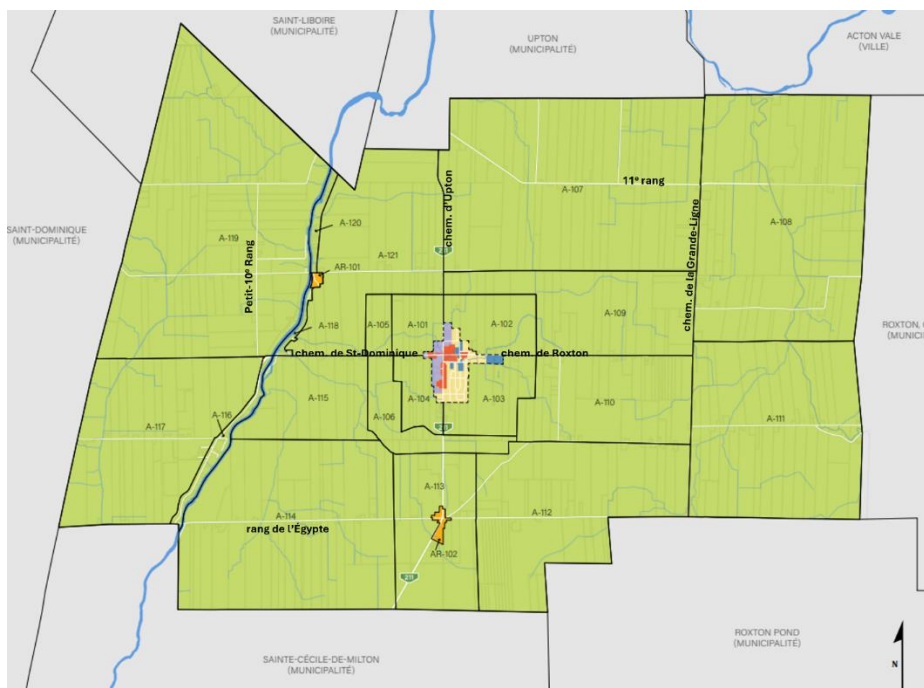 SAINT-LIBOIRE
(MUNICIPALITÉ)
UPTON
(MUNICIPALITÉ)
ACTON VALE
(VILLE)
11e rang
A-107
chem. d'Upton
chem. de la Grande-Ligne
A-108
A-120
SAINT-DOMINIQUE
(MUNICIPALITÉ)
A-119
Petit-10e Rang
A-121
AR-101
A-105
A-101
A-102
A-109
A-118
ROXTON,
chem. de St-Dominique
chem. de Roxton
A-115
A-104
A-103
A-110
A-106
A-116
A-117
A-111
211
A-113
A-114
A-112
rang de l'Égypte
AR-102
211
ROXTON POND
(MUNICIPALITÉ)
SAINTE-CÉCILE-DE-MILTON
(MUNICIPALITÉ)
N